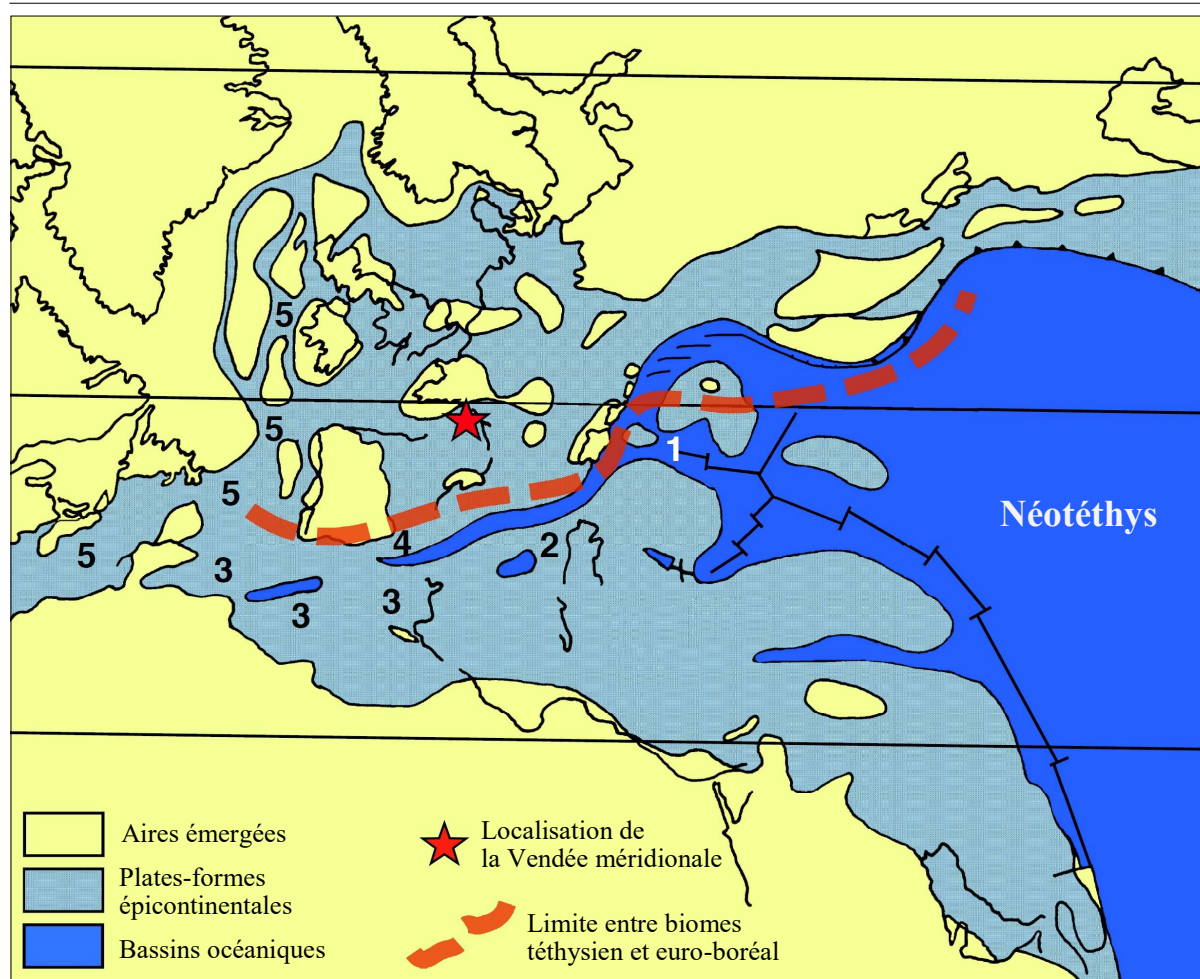 5
5
1
5
Néotéthys
4
2
5
3
3
3
Aires émergées
Plates-formes
épicontinentales
Bassins océaniques
Localisation de
la Vendée méridionale
Limite entre biomes
téthysien et euro-boréal